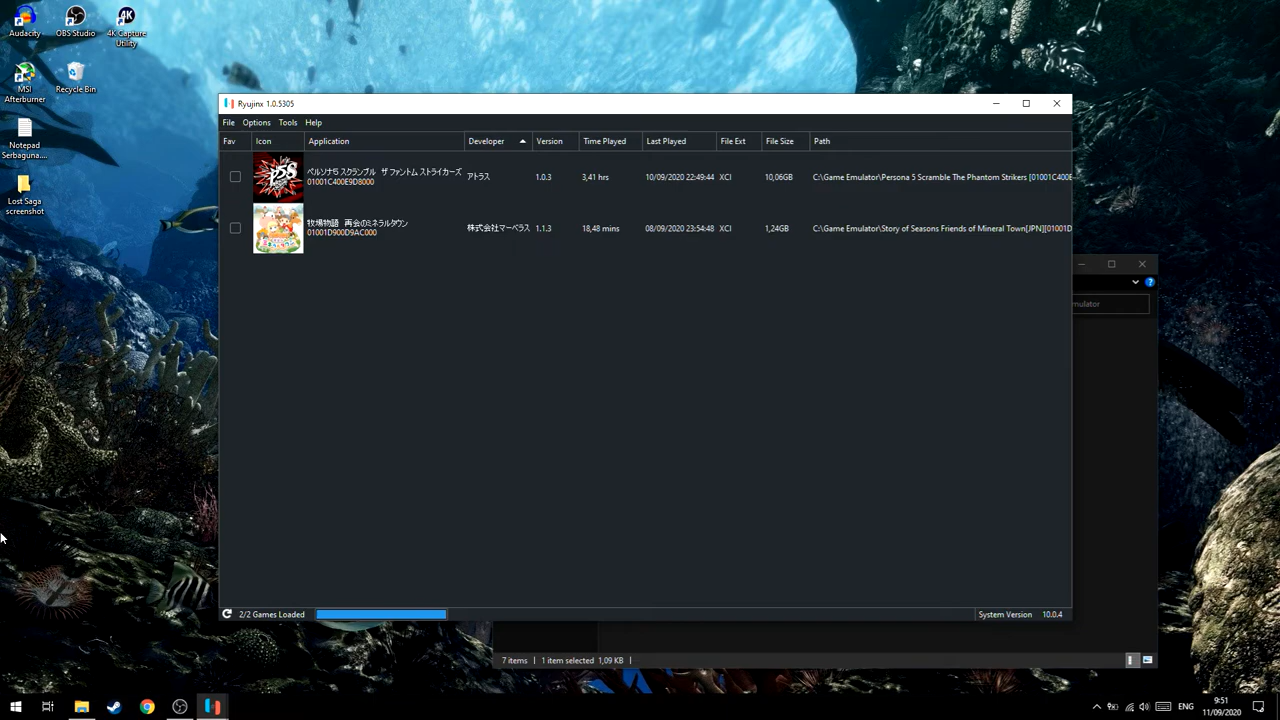 Audacity
OBS Studio
4K Capture
Utility
MSI
Afterburner
Recycle Bin
Notepad
Serbaguna....
Lost Saga
screenshot
Ryujinx 1.0.5305
File Options Tools Help
Fav Icon Application Developer Version Time Played Last Played File Ext File Size Path
ペルソナ5 スクランブル ザ ファントム ストライカーズ
01001C400E9D8000
アトラス 1.0.3 3,41 hrs 10/09/2020 22:49:44 XCI 10,06GB C:\Game Emulator\Persona 5 Scramble The Phantom Strikers [01001C400E
牧場物語 再会のミネラルタウン
01001D900D9AC000
株式会社マーベラス 1.1.3 18,48 mins 08/09/2020 23:54:48 XCI 1,24GB C:\Game Emulator\Story of Seasons Friends of Mineral Town[JPN][01001D
mulator
2/2 Games Loaded
System Version 10.0.4
7 items 1 item selected 1,09 KB
ENG
9:51
11/09/2020